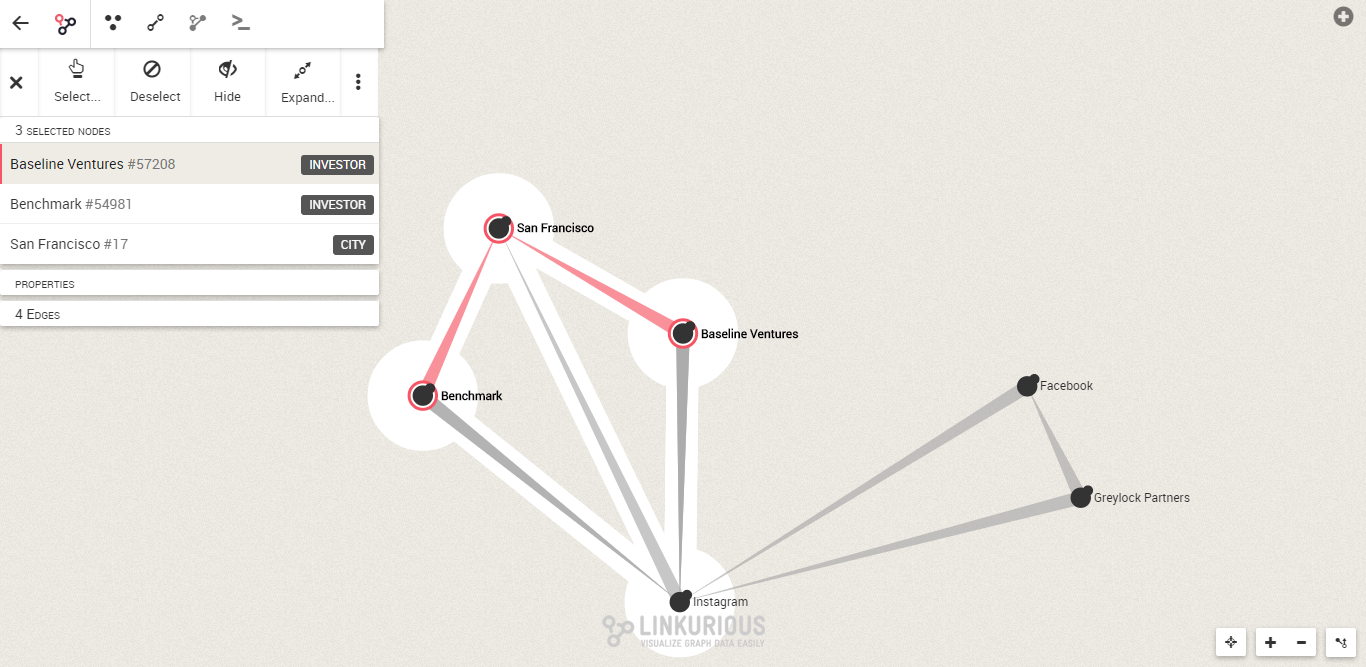 Select...
Deselect
Hide
Expand...
3 SELECTED NODES
Baseline Ventures #57208
INVESTOR
Benchmark #54981
INVESTOR
San Francisco #17
CITY
PROPERTIES
4 EDGES
San Francisco
Baseline Ventures
Benchmark
Facebook
Greylock Partners
Instagram
LINKURIOUS
VISUALIZE GRAPH DATA EASILY